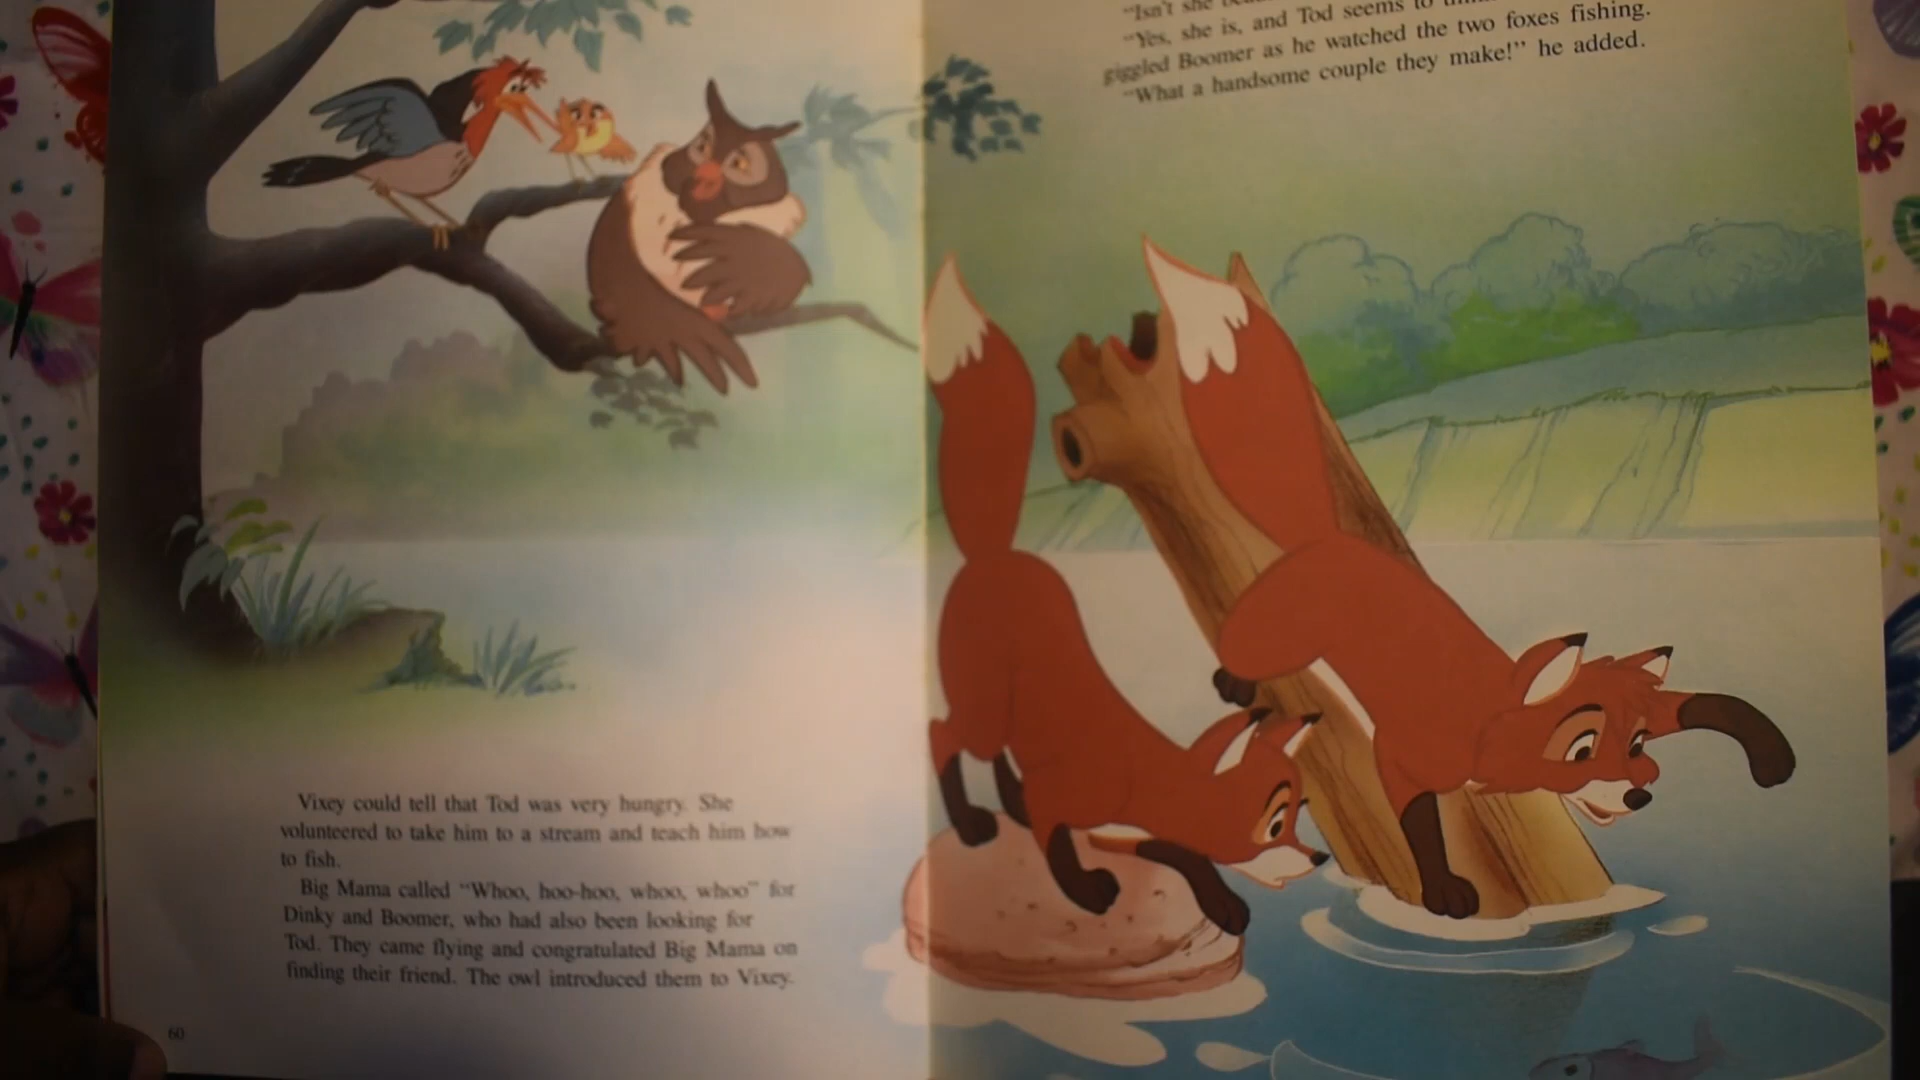 Vixey could tell that Tod was very hungry. She
volunteered to take him to a stream and teach him how
to fish.
Big Mama called "Whoo, hoo-hoo, whoo, whoo" for
Dinky and Boomer, who had also been looking for
Tod. They came flying and congratulated Big Mama on
finding their friend. The owl introduced them to Vixey.
60
"Isn't she
"Yes, she is, and Tod seems to
giggled Boomer as he watched the two foxes fishing.
"What a handsome couple they make!" he added.